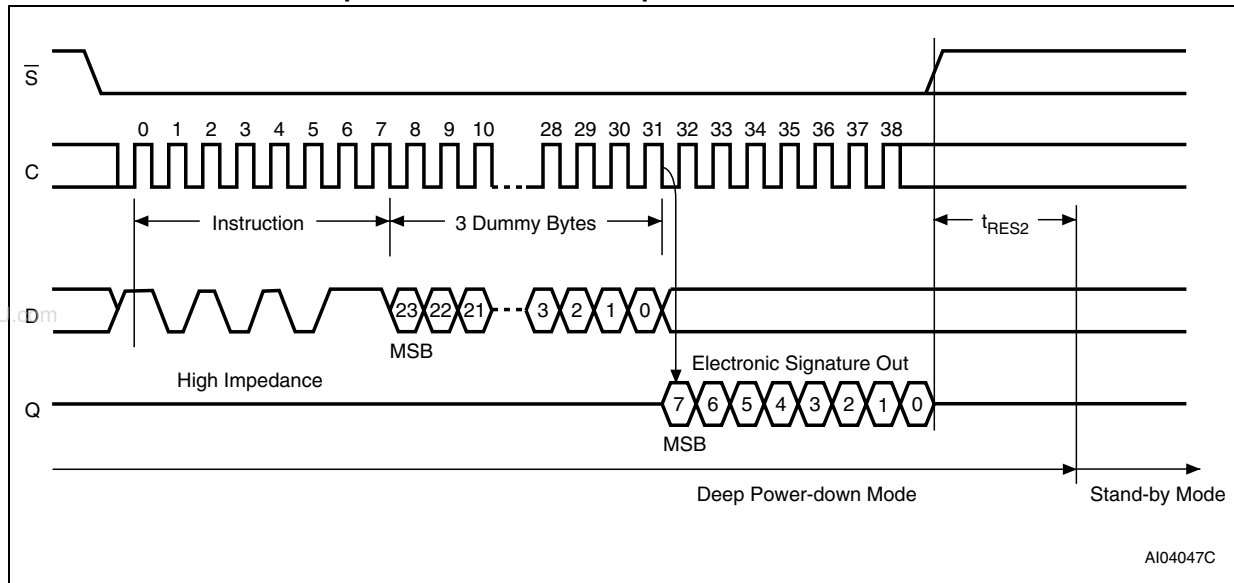 S
0 1 2 3 4 5 6 7 8 9 10 28 29 30 31 32 33 34 35 36 37 38
C
Instruction 3 Dummy Bytes tRES2
D 23 22 21 3 2 1 0
MSB
High Impedance Electronic Signature Out
Q 7 6 5 4 3 2 1 0
MSB
Deep Power-down Mode Stand-by Mode
AI04047C